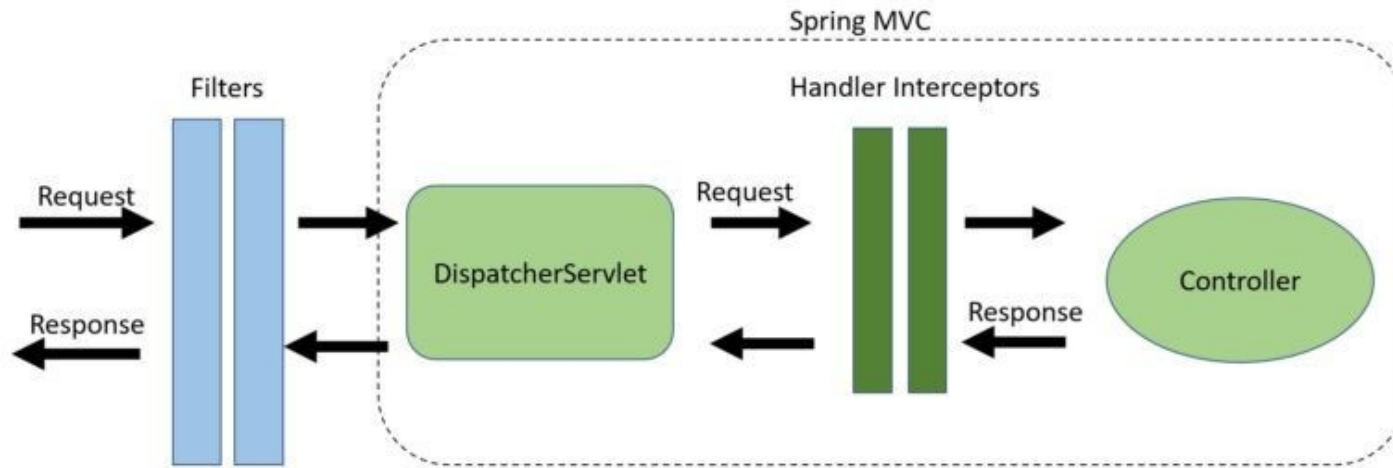 Spring MVC
Filters
Handler Interceptors
Request
Request
DispatcherServlet
Controller
Response
Response